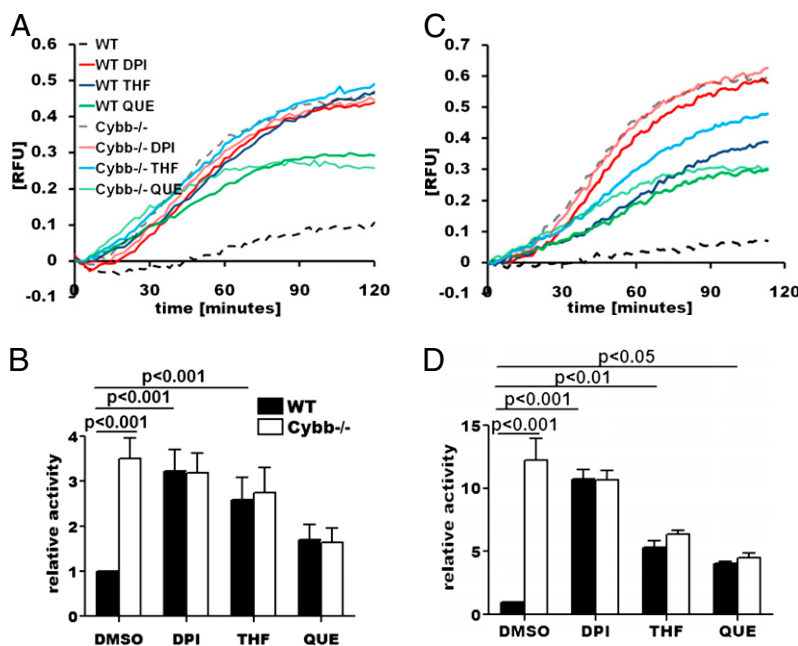 A
0.6
0.5
0.4
0.3
0.2
0.1
0
-0.1
[RFU]
WT
WT DPI
WT THF
WT QUE
Cybb-/-
Cybb-/- DPI
Cybb-/- THF
Cybb-/- QUE
0 30 60 90 120
time [minutes]
C
0.7
0.6
0.5
0.4
0.3
0.2
0.1
0
-0.1
[RFU]
0 30 60 90 120
time [minutes]
B
p<0.001
p<0.001
p<0.001
WT
Cybb-/-
4
3
2
1
0
relative activity
DMSO DPI THF QUE
D
p<0.05
p<0.01
p<0.001
p<0.001
15
10
5
0
relative activity
DMSO DPI THF QUE